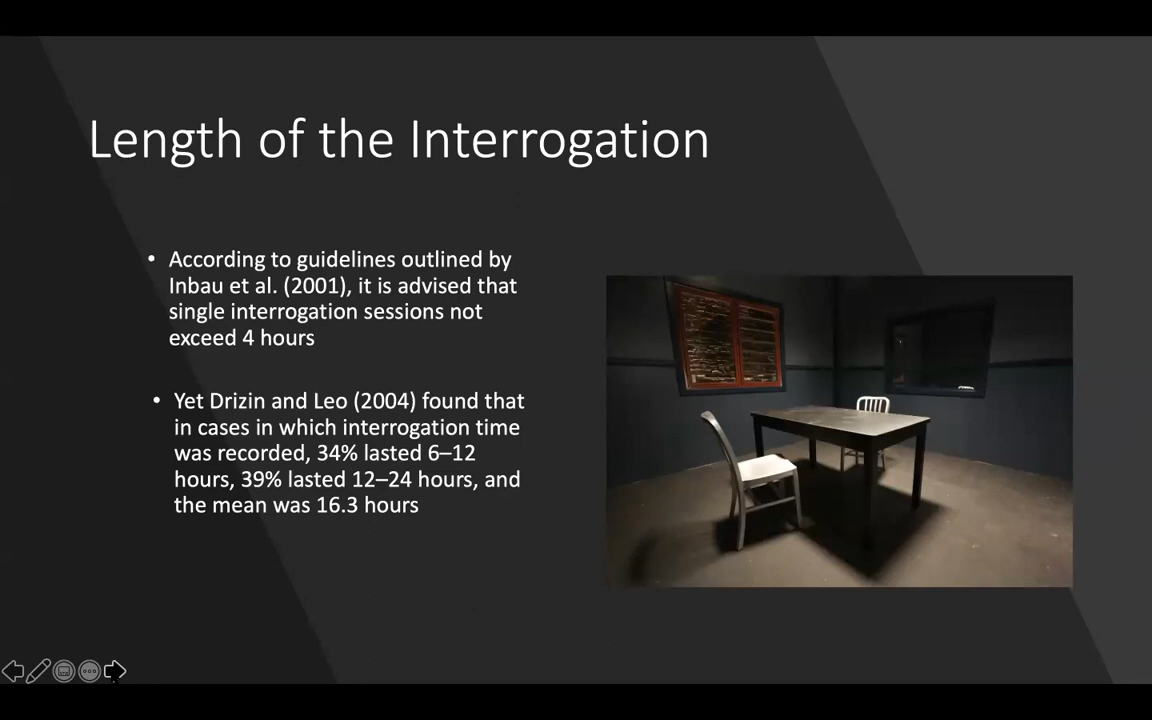 Length of the Interrogation
• According to guidelines outlined by
Inbau et al. (2001), it is advised that
single interrogation sessions not
exceed 4 hours
• Yet Drizin and Leo (2004) found that
in cases in which interrogation time
was recorded, 34% lasted 6–12
hours, 39% lasted 12–24 hours, and
the mean was 16.3 hours